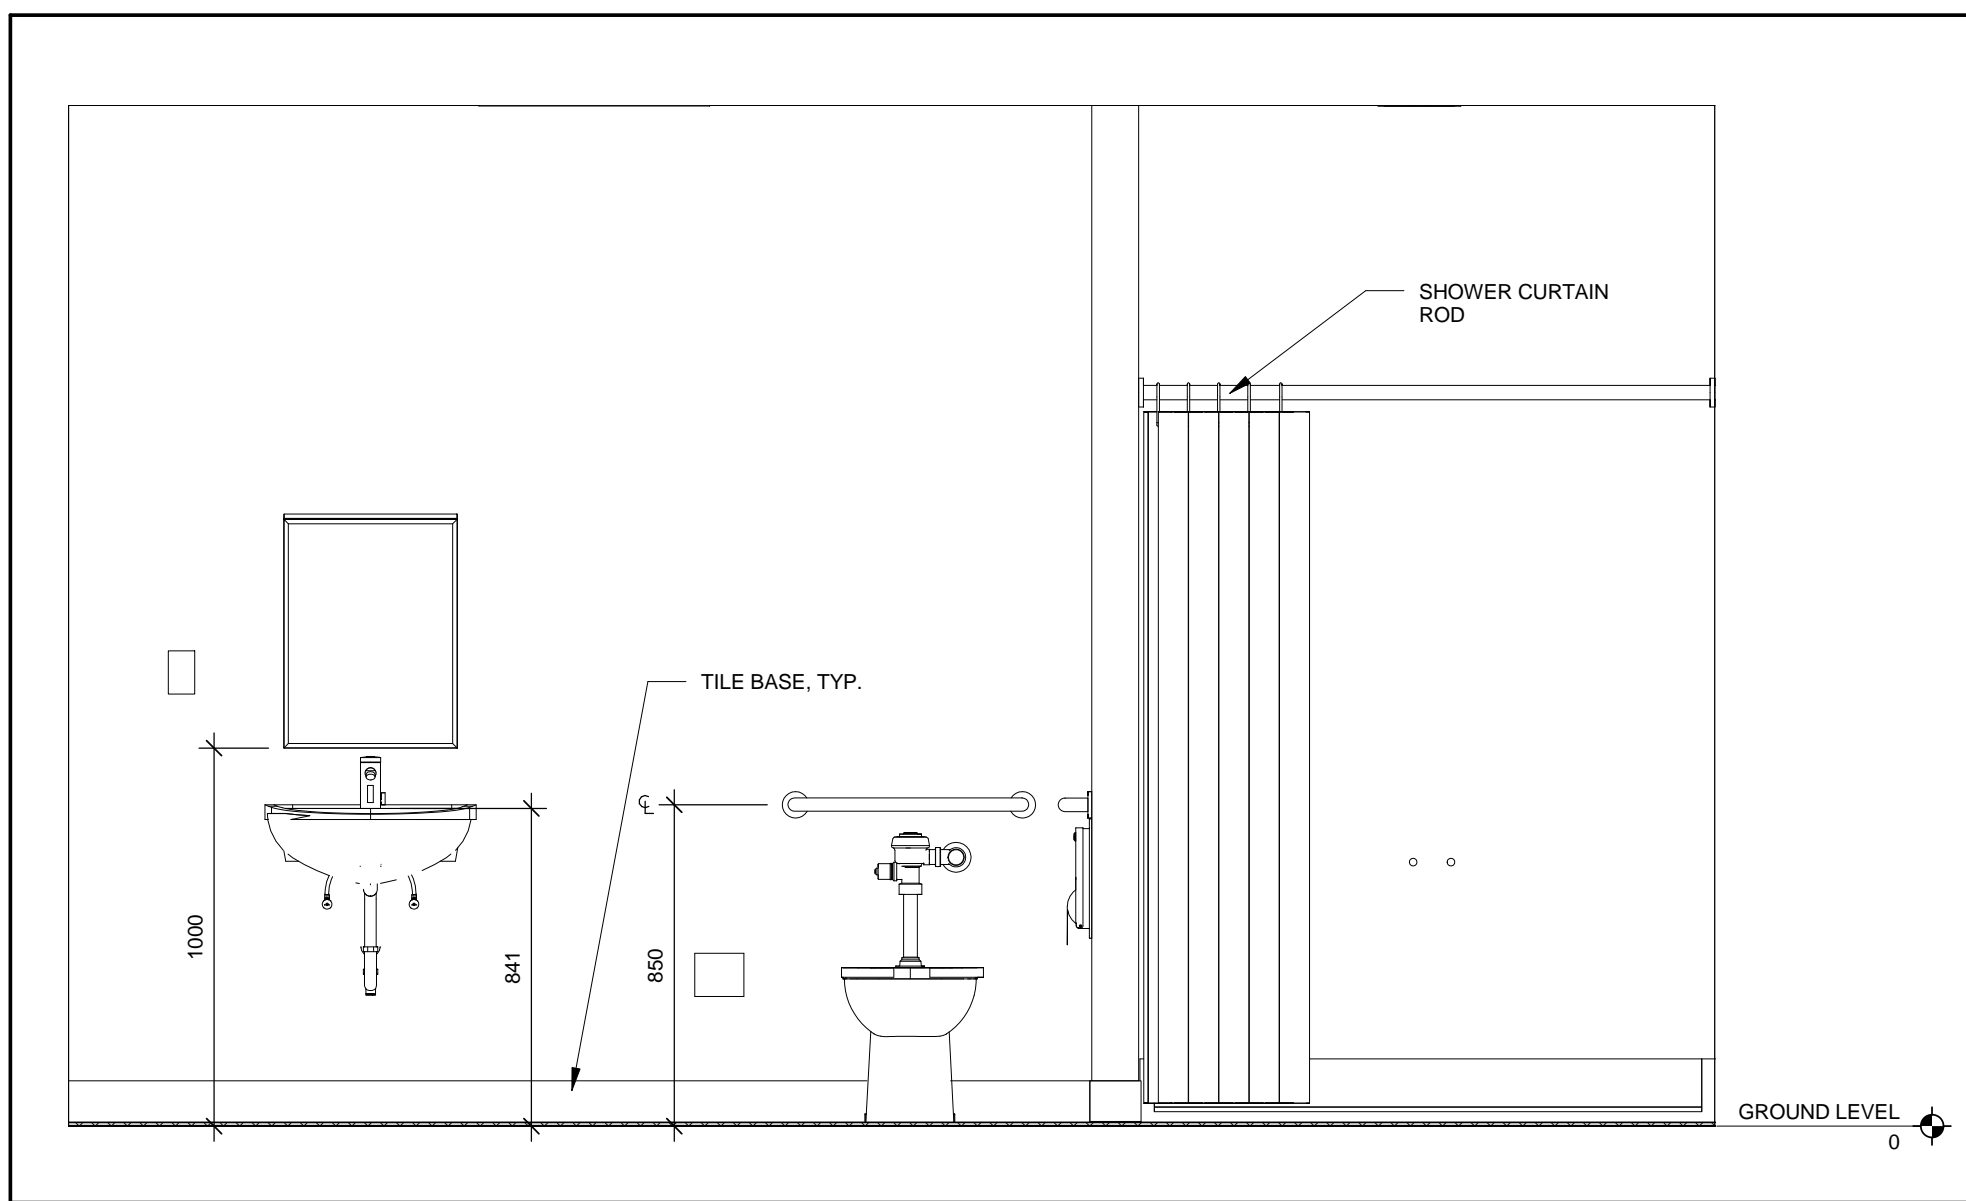 SHOWER CURTAIN
ROD
TILE BASE, TYP.
℄
1000
841
850
GROUND LEVEL
0